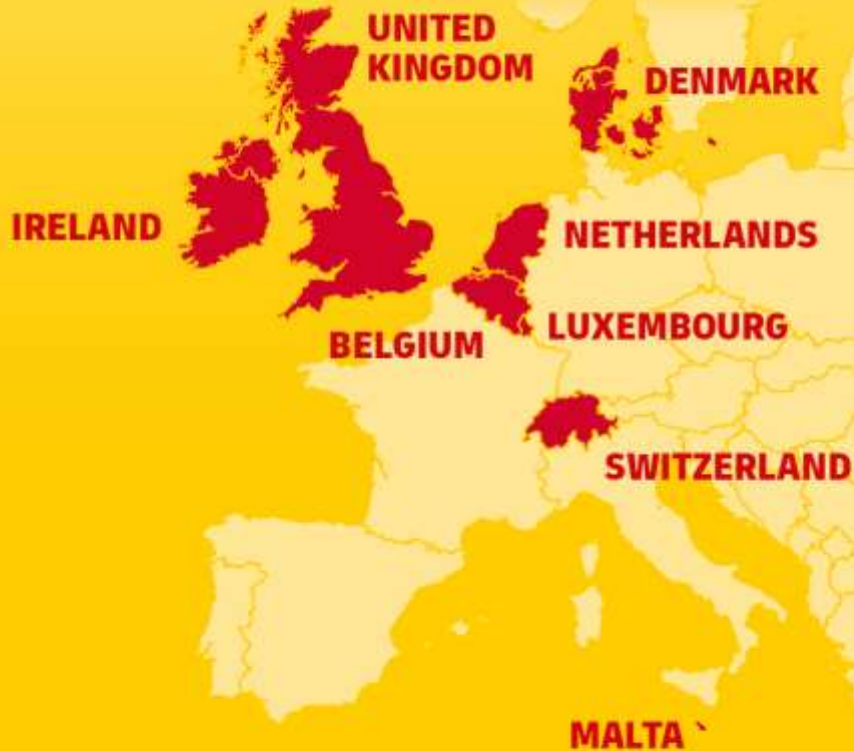 UNITED
KINGDOM
DENMARK
IRELAND
NETHERLANDS
LUXEMBOURG
BELGIUM
SWITZERLAND
MALTA